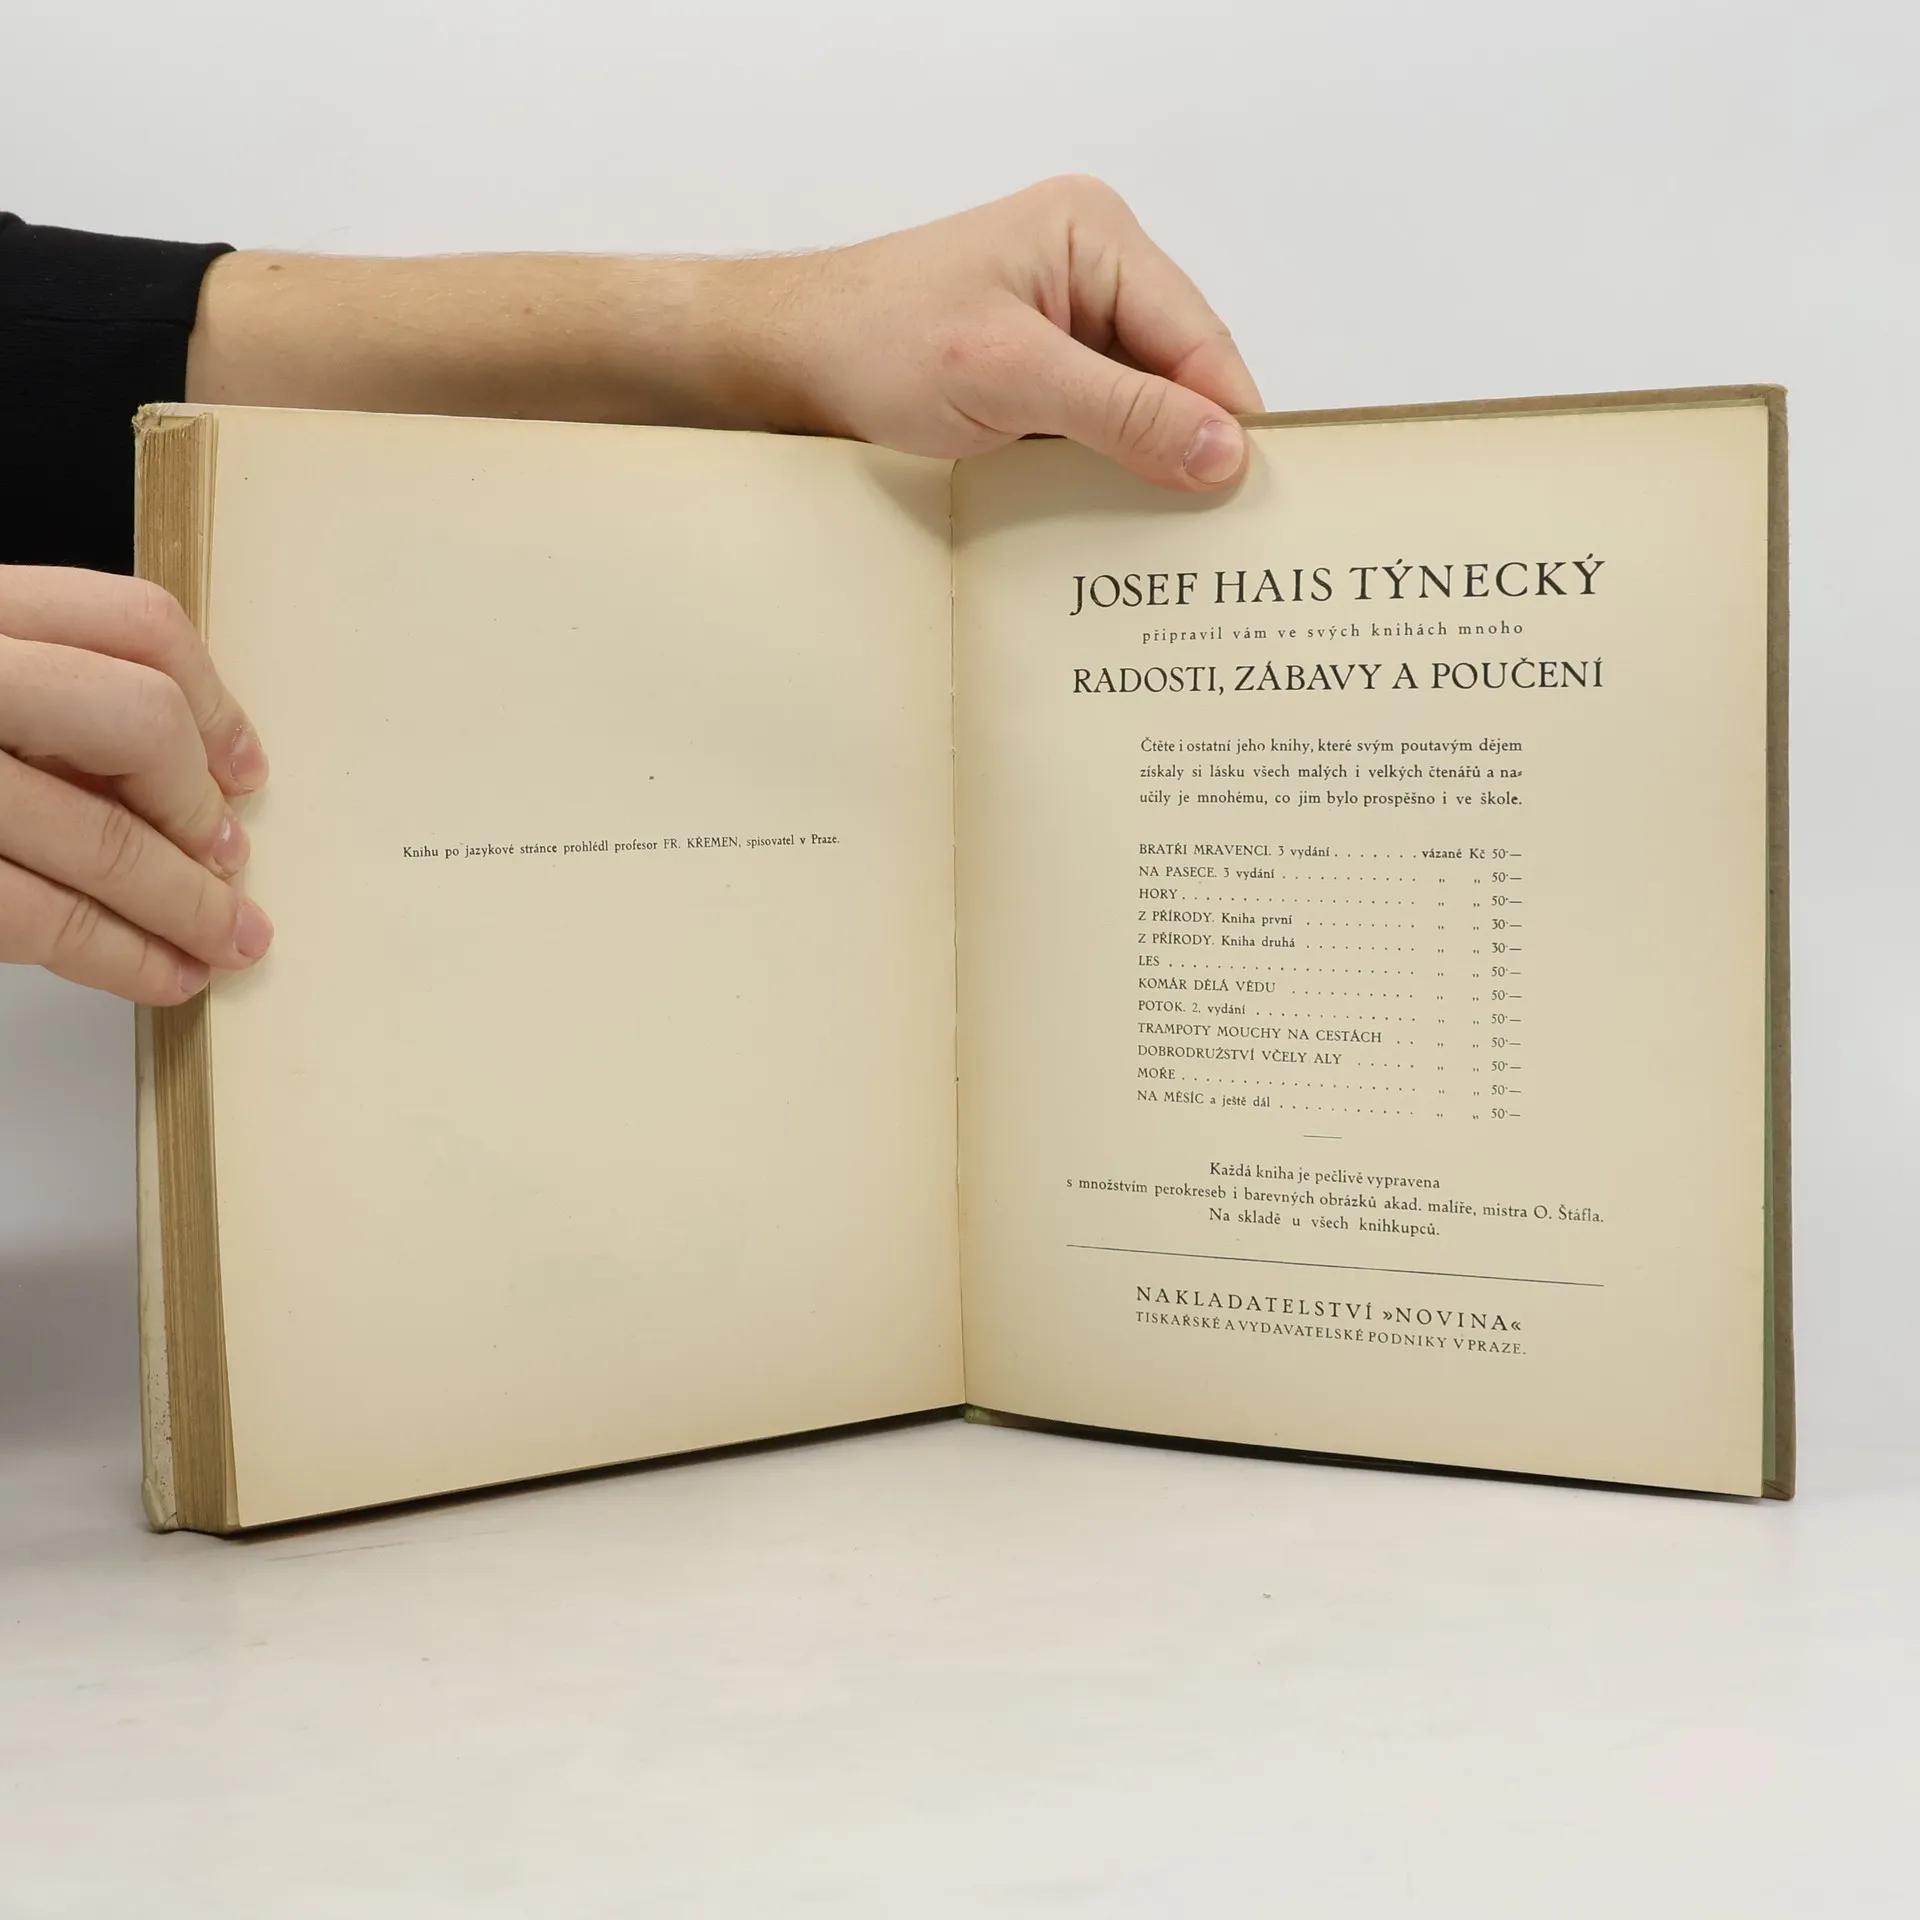 Knihu po jazykové stránce prohlédl profesor FR. KŘEMEN, spisovatel v Praze.
JOSEF HAIS TÝNECKÝ
připravil vám ve svých knihách mnoho
RADOSTI, ZÁBAVY A POUČENÍ
Čtěte i ostatní jeho knihy, které svým poutavým dějem
získaly si lásku všech malých i velkých čtenářů a na-
učily je mnohému, co jim bylo prospěšno i ve škole.
BRATŘI MRAVENCI. 3 vydání . . . . . . . vázané Kč 50·—
NA PASECE. 3 vydání . . . . . . . . . . . „ „ 50·—
HORY . . . . . . . . . . . . . . . . . . . „ „ 50·—
Z PŘÍRODY. Kniha první . . . . . . . . . „ „ 30·—
Z PŘÍRODY. Kniha druhá . . . . . . . . . „ „ 30·—
LES . . . . . . . . . . . . . . . . . . . . . „ „ 50·—
KOMÁR DĚLÁ VĚDU . . . . . . . . . . „ „ 50·—
POTOK. 2. vydání . . . . . . . . . . . . . „ „ 50·—
TRAMPOTY MOUCHY NA CESTÁCH . . „ „ 50·—
DOBRODRUŽSTVÍ VČELY ALY . . . . . „ „ 50·—
MOŘE . . . . . . . . . . . . . . . . . . . . „ „ 50·—
NA MĚSÍC a ještě dál . . . . . . . . . . . „ „ 50·—
Každá kniha je pečlivě vypravena
s množstvím perokreseb i barevných obrázků akad. malíře, mistra O. Štáfla.
Na skladě u všech knihkupců.
NAKLADATELSTVÍ »NOVINA«
TISKAŘSKÉ A VYDAVATELSKÉ PODNIKY V PRAZE.